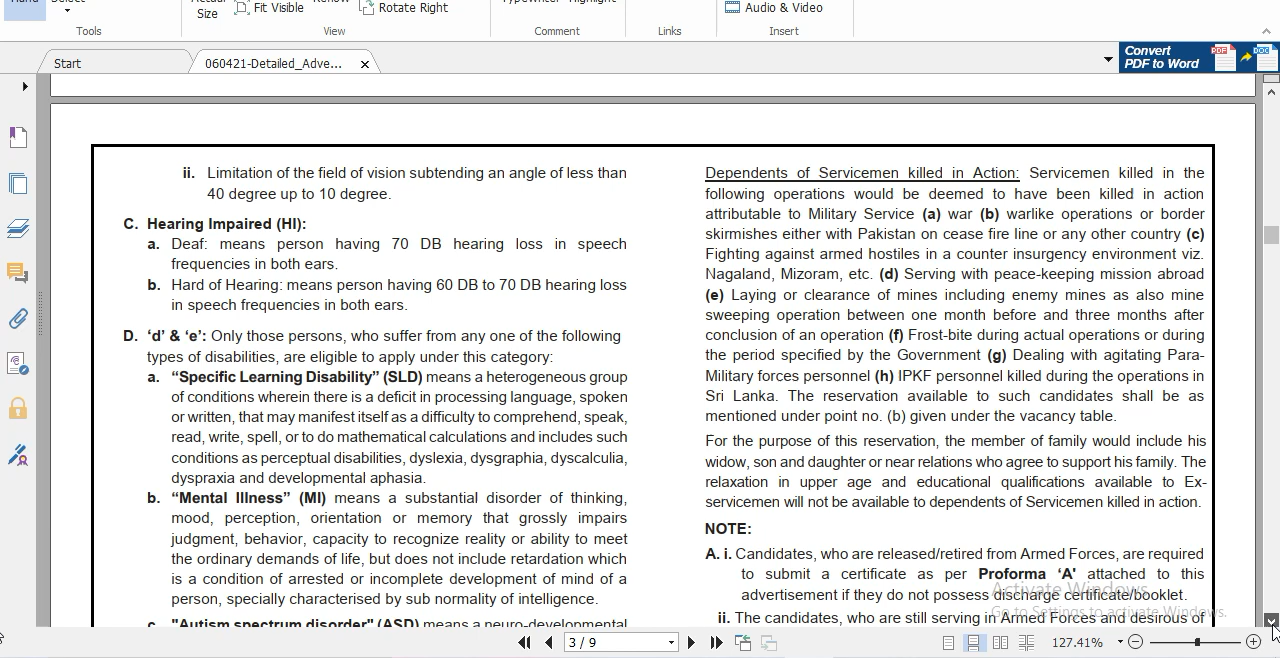 Size
Fit Visible
Rotate Right
Audio & Video
Tools
View
Comment
Links
Insert
Start
060421-Detailed_Adve...
Convert
PDF to Word
PDF
DOC
ii. Limitation of the field of vision subtending an angle of less than
40 degree up to 10 degree.
C. Hearing Impaired (HI):
a. Deaf: means person having 70 DB hearing loss in speech
frequencies in both ears.
b. Hard of Hearing: means person having 60 DB to 70 DB hearing loss
in speech frequencies in both ears.
D. ‘d’ & ‘e’: Only those persons, who suffer from any one of the following
types of disabilities, are eligible to apply under this category:
a. “Specific Learning Disability” (SLD) means a heterogeneous group
of conditions wherein there is a deficit in processing language, spoken
or written, that may manifest itself as a difficulty to comprehend, speak,
read, write, spell, or to do mathematical calculations and includes such
conditions as perceptual disabilities, dyslexia, dysgraphia, dyscalculia,
dyspraxia and developmental aphasia.
b. “Mental Illness” (MI) means a substantial disorder of thinking,
mood, perception, orientation or memory that grossly impairs
judgment, behavior, capacity to recognize reality or ability to meet
the ordinary demands of life, but does not include retardation which
is a condition of arrested or incomplete development of mind of a
person, specially characterised by sub normality of intelligence.
c. "Autism spectrum disorder" (ASD) means a neuro-developmental
Dependents of Servicemen killed in Action: Servicemen killed in the
following operations would be deemed to have been killed in action
attributable to Military Service (a) war (b) warlike operations or border
skirmishes either with Pakistan on cease fire line or any other country (c)
Fighting against armed hostiles in a counter insurgency environment viz.
Nagaland, Mizoram, etc. (d) Serving with peace-keeping mission abroad
(e) Laying or clearance of mines including enemy mines as also mine
sweeping operation between one month before and three months after
conclusion of an operation (f) Frost-bite during actual operations or during
the period specified by the Government (g) Dealing with agitating Para-
Military forces personnel (h) IPKF personnel killed during the operations in
Sri Lanka. The reservation available to such candidates shall be as
mentioned under point no. (b) given under the vacancy table.
For the purpose of this reservation, the member of family would include his
widow, son and daughter or near relations who agree to support his family. The
relaxation in upper age and educational qualifications available to Ex-
servicemen will not be available to dependents of Servicemen killed in action.
NOTE:
A. i. Candidates, who are released/retired from Armed Forces, are required
to submit a certificate as per Proforma ‘A’ attached to this
advertisement if they do not possess discharge certificate/booklet.
ii. The candidates, who are still serving in Armed Forces and desirous of
Activate Windows
Go to Settings to activate Windows.
3 / 9
127.41%